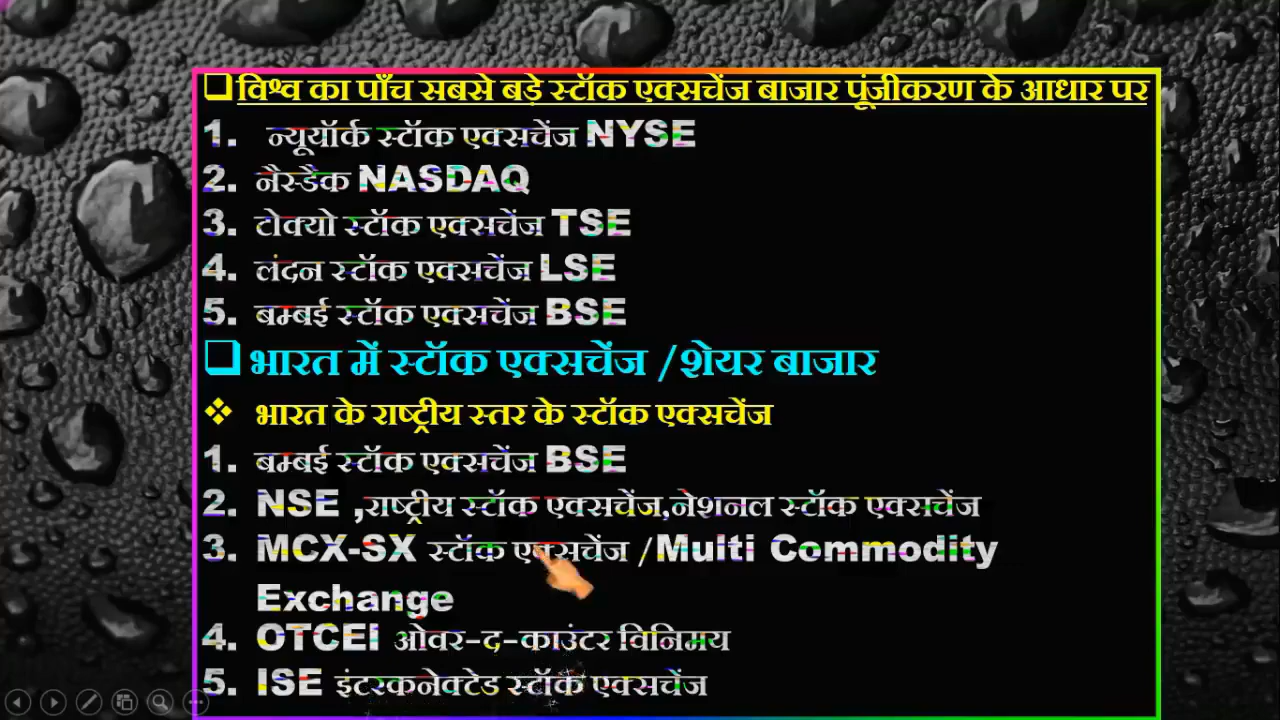 विश्व का पाँच सबसे बड़े स्टॉक एक्सचेंज बाजार पूंजीकरण के आधार पर
1. न्यूयॉर्क स्टॉक एक्सचेंज NYSE
2. नैस्डैक NASDAQ
3. टोक्यो स्टॉक एक्सचेंज TSE
4. लंदन स्टॉक एक्सचेंज LSE
5. बम्बई स्टॉक एक्सचेंज BSE
भारत में स्टॉक एक्सचेंज /शेयर बाजार
भारत के राष्ट्रीय स्तर के स्टॉक एक्सचेंज
1. बम्बई स्टॉक एक्सचेंज BSE
2. NSE ,राष्ट्रीय स्टॉक एक्सचेंज,नेशनल स्टॉक एक्सचेंज
3. MCX-SX स्टॉक एक्सचेंज /Multi Commodity
Exchange
4. OTCEI ओवर-द-काउंटर विनिमय
5. ISE इंटरकनेक्टेड स्टॉक एक्सचेंज